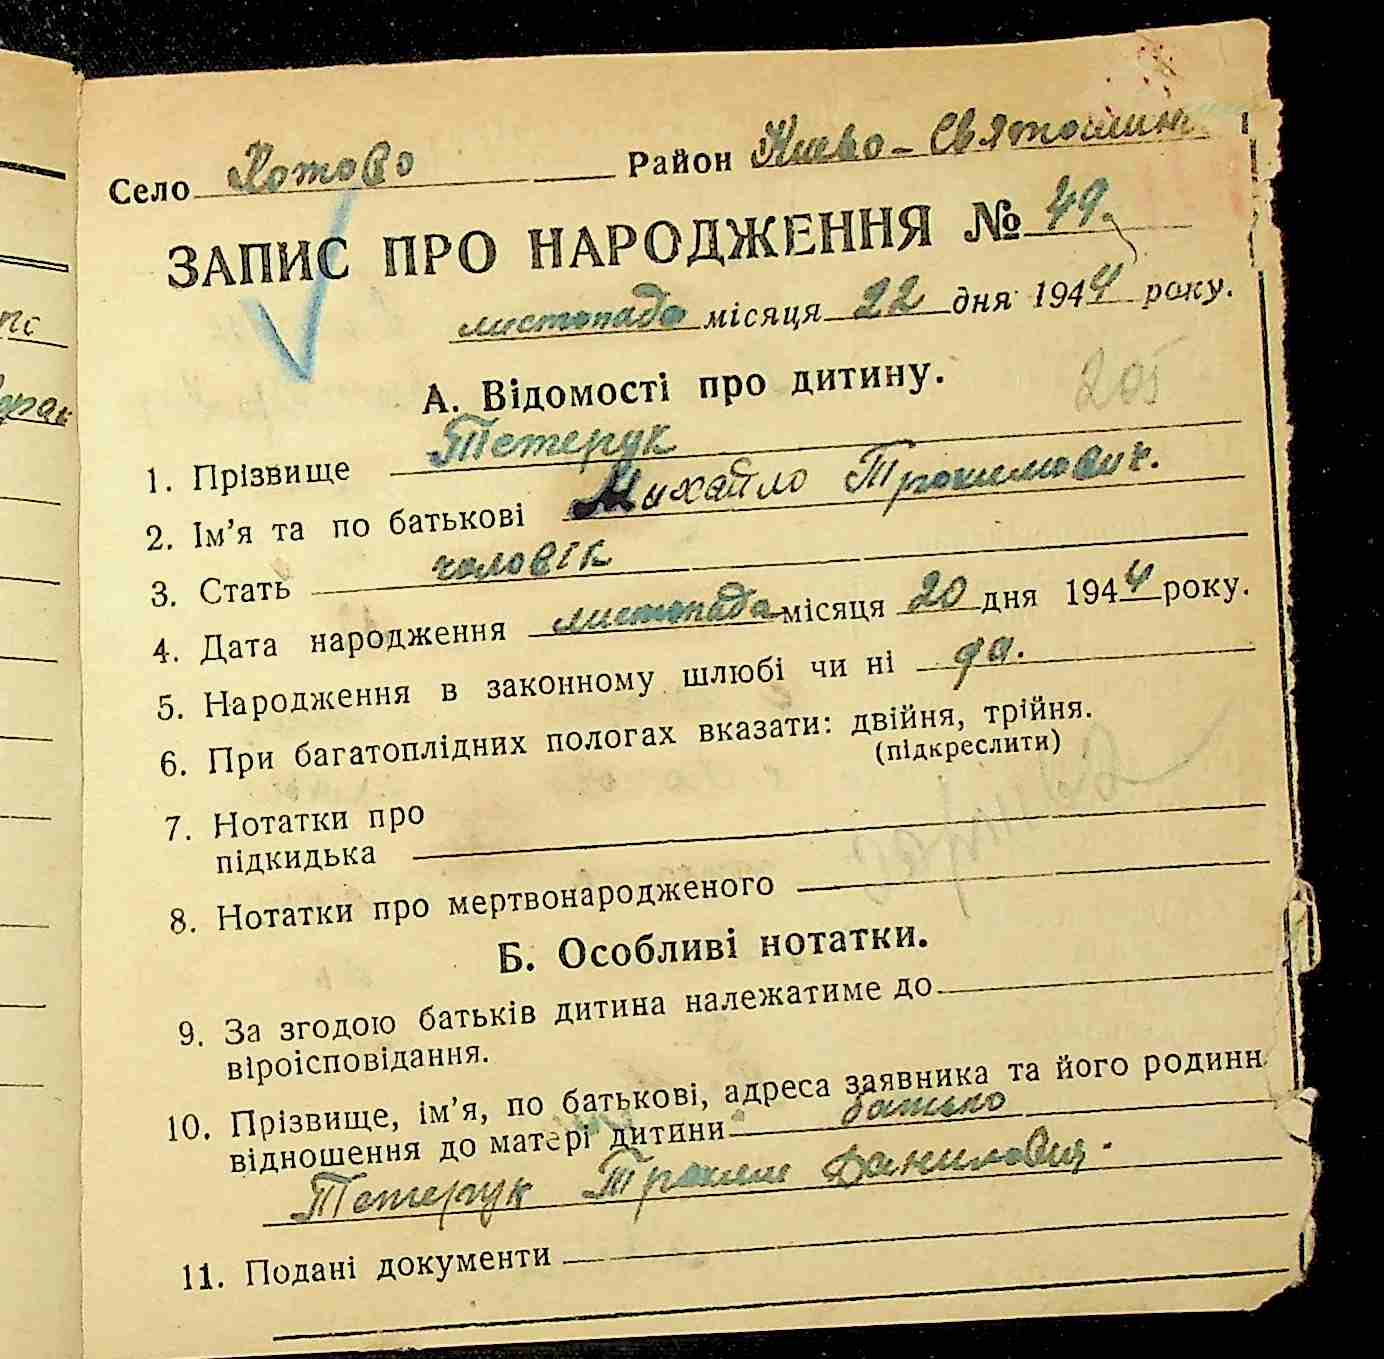 Село Хотово Район Києво-Святошин
ЗАПИС ПРО НАРОДЖЕННЯ № 49.
листопада місяця 22 дня 1944 року.
А. Відомості про дитину.
205
1. Прізвище Тетерук
2. Ім’я та по батькові Михайло Трохимович.
3. Стать чоловік
4. Дата народження листопада місяця 20 дня 1944 року.
5. Народження в законному шлюбі чи ні да.
6. При багатоплідних пологах вказати: двійня, трійня.
(підкреслити)
7. Нотатки про
підкидька
8. Нотатки про мертвонародженого
Б. Особливі нотатки.
9. За згодою батьків дитина належатиме до
віроісповідання.
10. Прізвище, ім’я, по батькові, адреса заявника та його родинн
відношення до матері дитини батько
Тетерук Трохим Данилович.
11. Подані документи